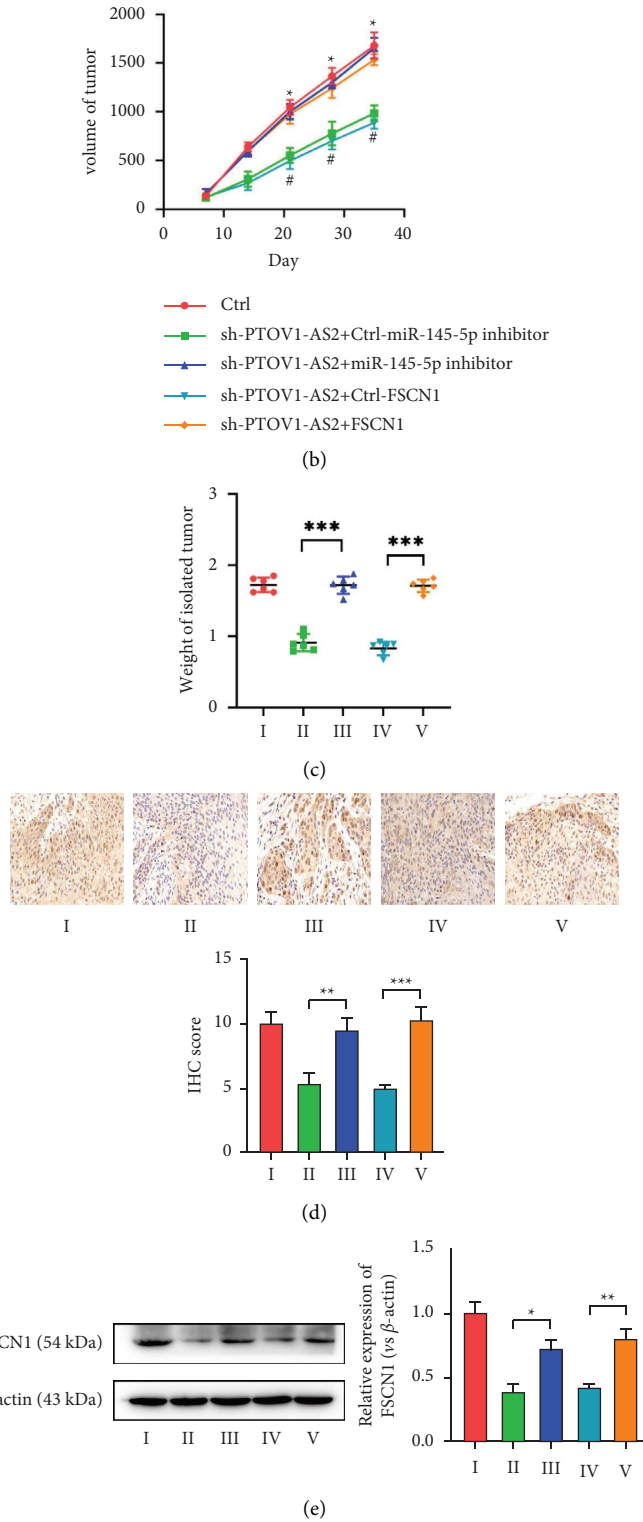 2000
1500
1000
500
0
volume of tumor
* * *
# # #
0 10 20 30 40
Day
Ctrl
sh-PTOV1-AS2+Ctrl-miR-145-5p inhibitor
sh-PTOV1-AS2+miR-145-5p inhibitor
sh-PTOV1-AS2+Ctrl-FSCN1
sh-PTOV1-AS2+FSCN1
(b)
3
2
1
0
Weight of isolated tumor
*** ***
I II III IV V
(c)
I II III IV V
15
10
5
0
IHC score
** ***
I II III IV V
(d)
CN1 (54 kDa)
actin (43 kDa)
I II III IV V
1.5
1.0
0.5
0.0
Relative expression of
FSCN1 (vs β-actin)
* **
I II III IV V
(e)